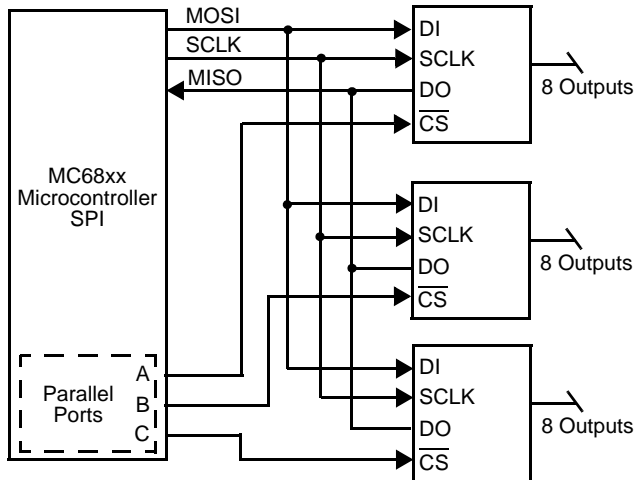 MOSI
SCLK
MISO
MC68xx
Microcontroller
SPI
Parallel
Ports
A
B
C
DI
SCLK
DO
CS
8 Outputs
DI
SCLK
DO
CS
8 Outputs
DI
SCLK
DO
CS
8 Outputs